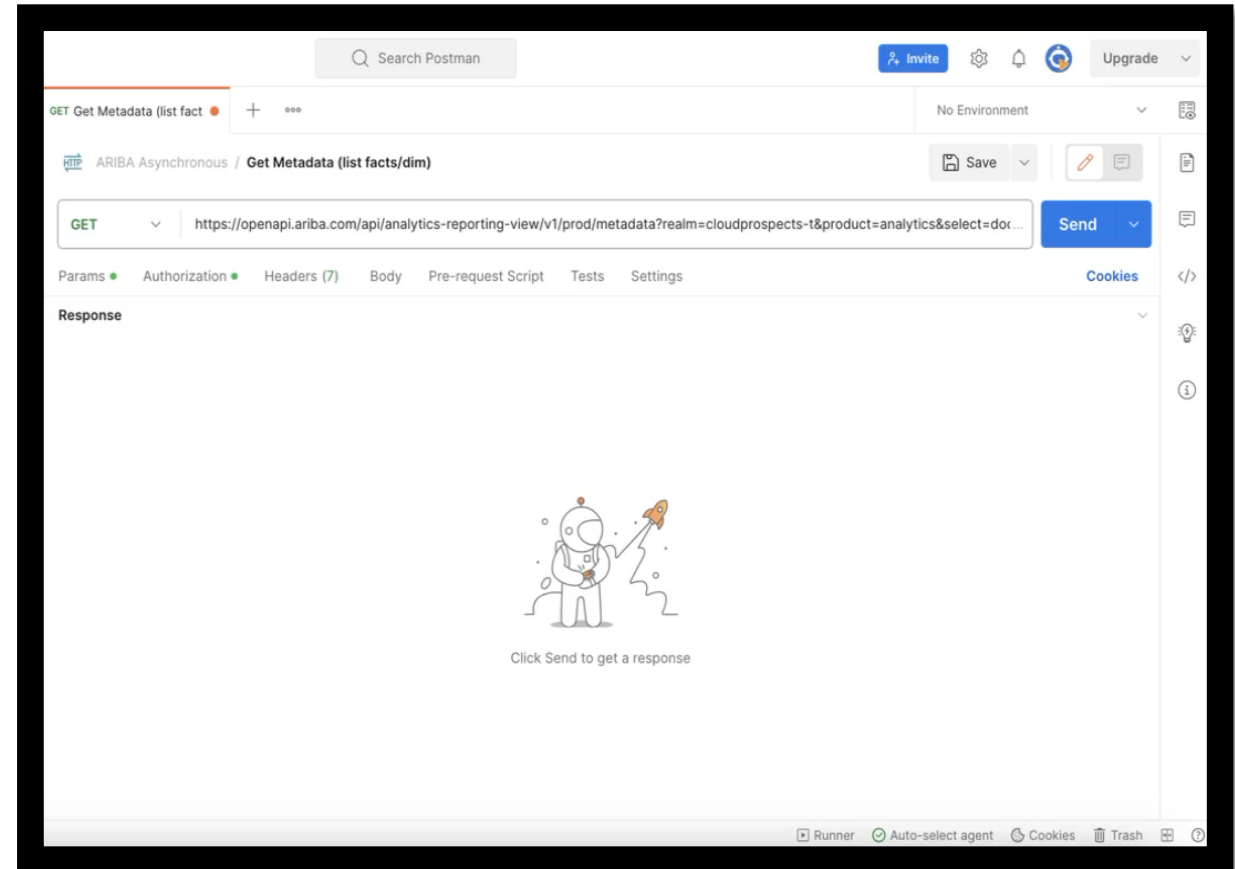 Search Postman
Invite
Upgrade
GET Get Metadata (list fact
No Environment
HTTP ARIBA Asynchronous / Get Metadata (list facts/dim)
Save
GET https://openapi.ariba.com/api/analytics-reporting-view/v1/prod/metadata?realm=cloudprospects-t&product=analytics&select=doc... Send
Params Authorization Headers (7) Body Pre-request Script Tests Settings Cookies
Response
Click Send to get a response
Runner Auto-select agent Cookies Trash